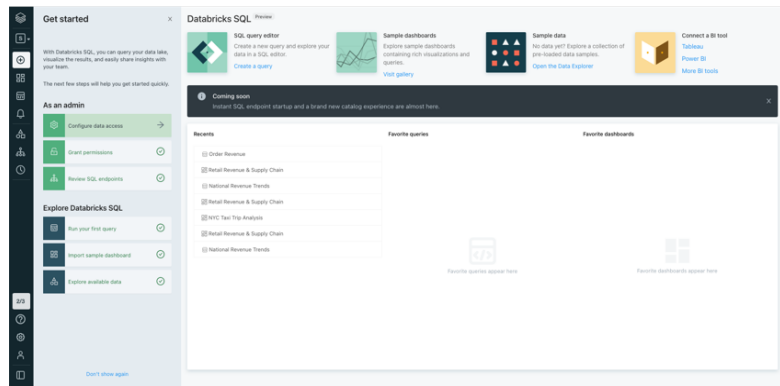 Get started
×
With Databricks SQL, you can query your data lake,
visualize the results, and easily share insights with
your team.
The next few steps will help you get started quickly.
As an admin
Configure data access
Grant permissions
Review SQL endpoints
Explore Databricks SQL
Run your first query
Import sample dashboard
Explore available data
Don't show again
S
2/3
Databricks SQL Preview
SQL query editor
Create a new query and explore your
data in a SQL editor.
Create a query
Sample dashboards
Explore sample dashboards
containing rich visualizations and
queries.
Visit gallery
Sample data
No data yet? Explore a collection of
pre-loaded data samples.
Open the Data Explorer
Connect a BI tool
Tableau
Power BI
More BI tools
Coming soon
Instant SQL endpoint startup and a brand new catalog experience are almost here.
×
Recents
Order Revenue
Retail Revenue & Supply Chain
National Revenue Trends
Retail Revenue & Supply Chain
NYC Taxi Trip Analysis
Retail Revenue & Supply Chain
National Revenue Trends
Favorite queries
Favorite queries appear here
Favorite dashboards
Favorite dashboards appear here